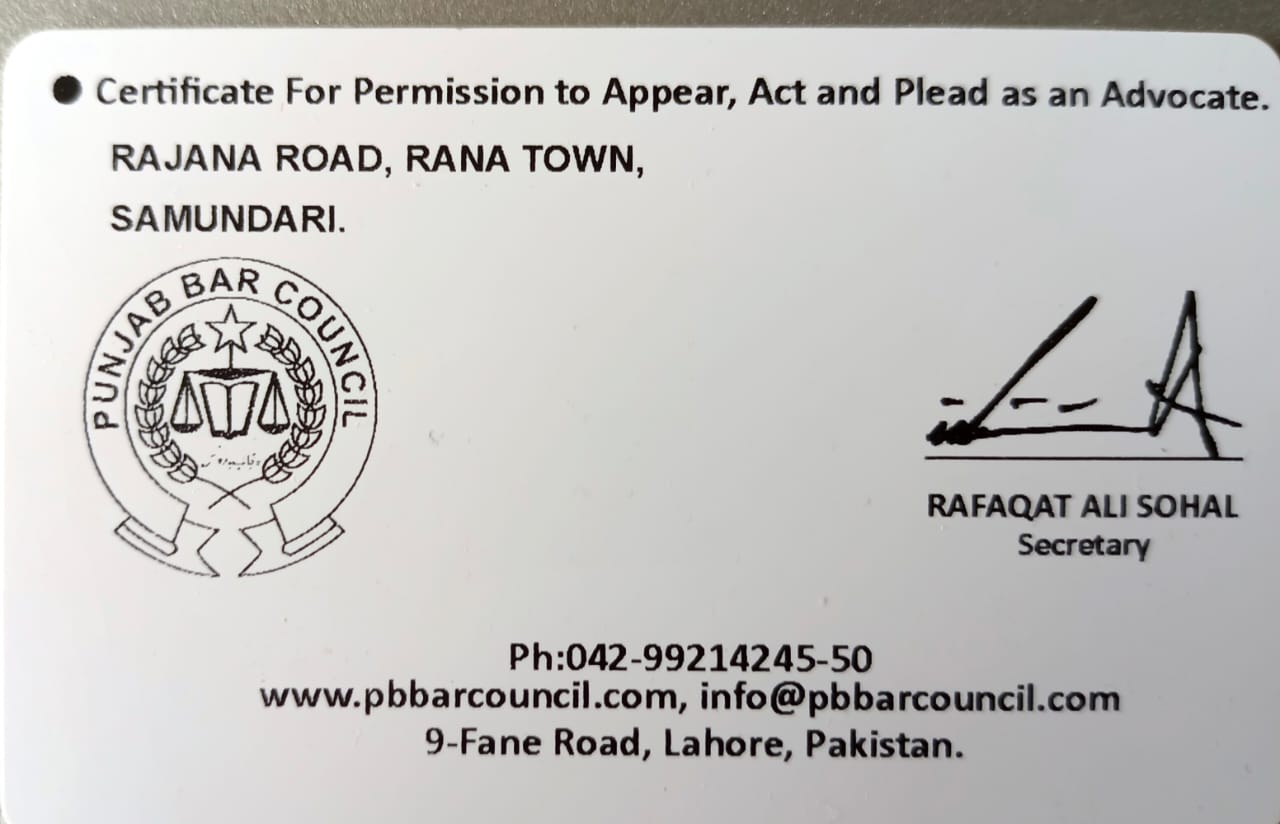 ● Certificate For Permission to Appear, Act and Plead as an Advocate.
RAJANA ROAD, RANA TOWN,
SAMUNDARI.
PUNJAB BAR COUNCIL
RAFAQAT ALI SOHAL
Secretary
Ph:042-99214245-50
www.pbbarcouncil.com, info@pbbarcouncil.com
9-Fane Road, Lahore, Pakistan.